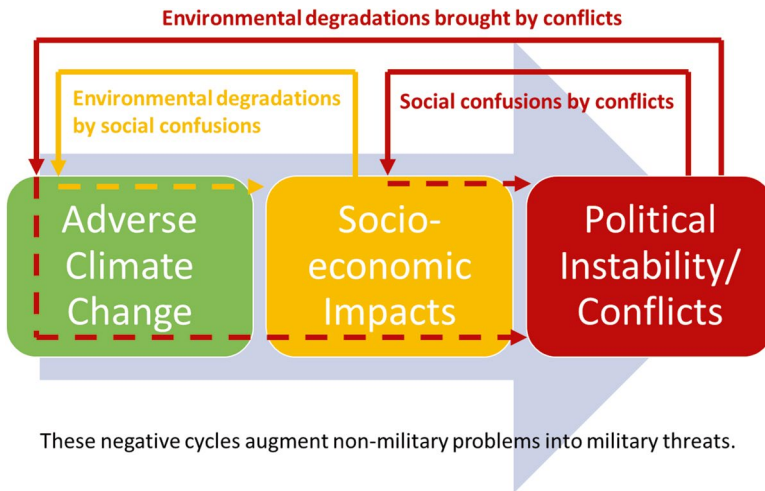 Environmental degradations brought by conflicts
Environmental degradations
by social confusions
Social confusions by conflicts
Adverse
Climate
Change
Socio-
economic
Impacts
Political
Instability/
Conflicts
These negative cycles augment non-military problems into military threats.